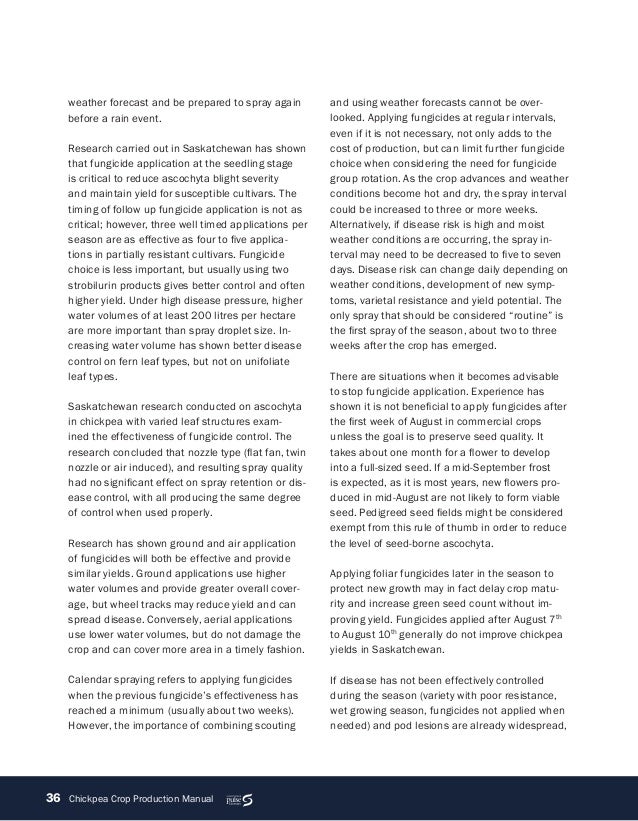 weather forecast and be prepared to spray again
before a rain event.
Research carried out in Saskatchewan has shown
that fungicide application at the seedling stage
is critical to reduce ascochyta blight severity
and maintain yield for susceptible cultivars. The
timing of follow up fungicide application is not as
critical; however, three well timed applications per
season are as effective as four to five applica-
tions in partially resistant cultivars. Fungicide
choice is less important, but usually using two
strobilurin products gives better control and often
higher yield. Under high disease pressure, higher
water volumes of at least 200 litres per hectare
are more important than spray droplet size. In-
creasing water volume has shown better disease
control on fern leaf types, but not on unifoliate
leaf types.
Saskatchewan research conducted on ascochyta
in chickpea with varied leaf structures exam-
ined the effectiveness of fungicide control. The
research concluded that nozzle type (flat fan, twin
nozzle or air induced), and resulting spray quality
had no significant effect on spray retention or dis-
ease control, with all producing the same degree
of control when used properly.
Research has shown ground and air application
of fungicides will both be effective and provide
similar yields. Ground applications use higher
water volumes and provide greater overall cover-
age, but wheel tracks may reduce yield and can
spread disease. Conversely, aerial applications
use lower water volumes, but do not damage the
crop and can cover more area in a timely fashion.
Calendar spraying refers to applying fungicides
when the previous fungicide's effectiveness has
reached a minimum (usually about two weeks).
However, the importance of combining scouting
and using weather forecasts cannot be over-
looked. Applying fungicides at regular intervals,
even if it is not necessary, not only adds to the
cost of production, but can limit further fungicide
choice when considering the need for fungicide
group rotation. As the crop advances and weather
conditions become hot and dry, the spray interval
could be increased to three or more weeks.
Alternatively, if disease risk is high and moist
weather conditions are occurring, the spray in-
terval may need to be decreased to five to seven
days. Disease risk can change daily depending on
weather conditions, development of new symp-
toms, varietal resistance and yield potential. The
only spray that should be considered “routine” is
the first spray of the season, about two to three
weeks after the crop has emerged.
There are situations when it becomes advisable
to stop fungicide application. Experience has
shown it is not beneficial to apply fungicides after
the first week of August in commercial crops
unless the goal is to preserve seed quality. It
takes about one month for a flower to develop
into a full-sized seed. If a mid-September frost
is expected, as it is most years, new flowers pro-
duced in mid-August are not likely to form viable
seed. Pedigreed seed fields might be considered
exempt from this rule of thumb in order to reduce
the level of seed-borne ascochyta.
Applying foliar fungicides later in the season to
protect new growth may in fact delay crop matu-
rity and increase green seed count without im-
proving yield. Fungicides applied after August 7th
to August 10th generally do not improve chickpea
yields in Saskatchewan.
If disease has not been effectively controlled
during the season (variety with poor resistance,
wet growing season, fungicides not applied when
needed) and pod lesions are already widespread,
36 Chickpea Crop Production Manual pulse